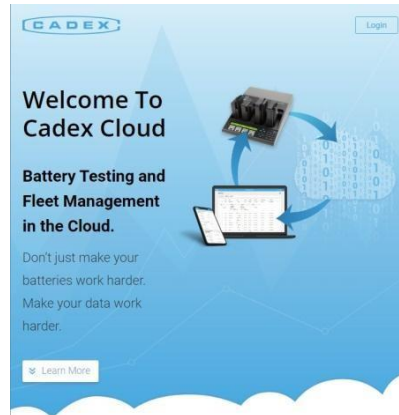 CADEX
Login
Welcome To
Cadex Cloud
Battery Testing and
Fleet Management
in the Cloud.
Don't just make your
batteries work harder.
Make your data work
harder.
Learn More